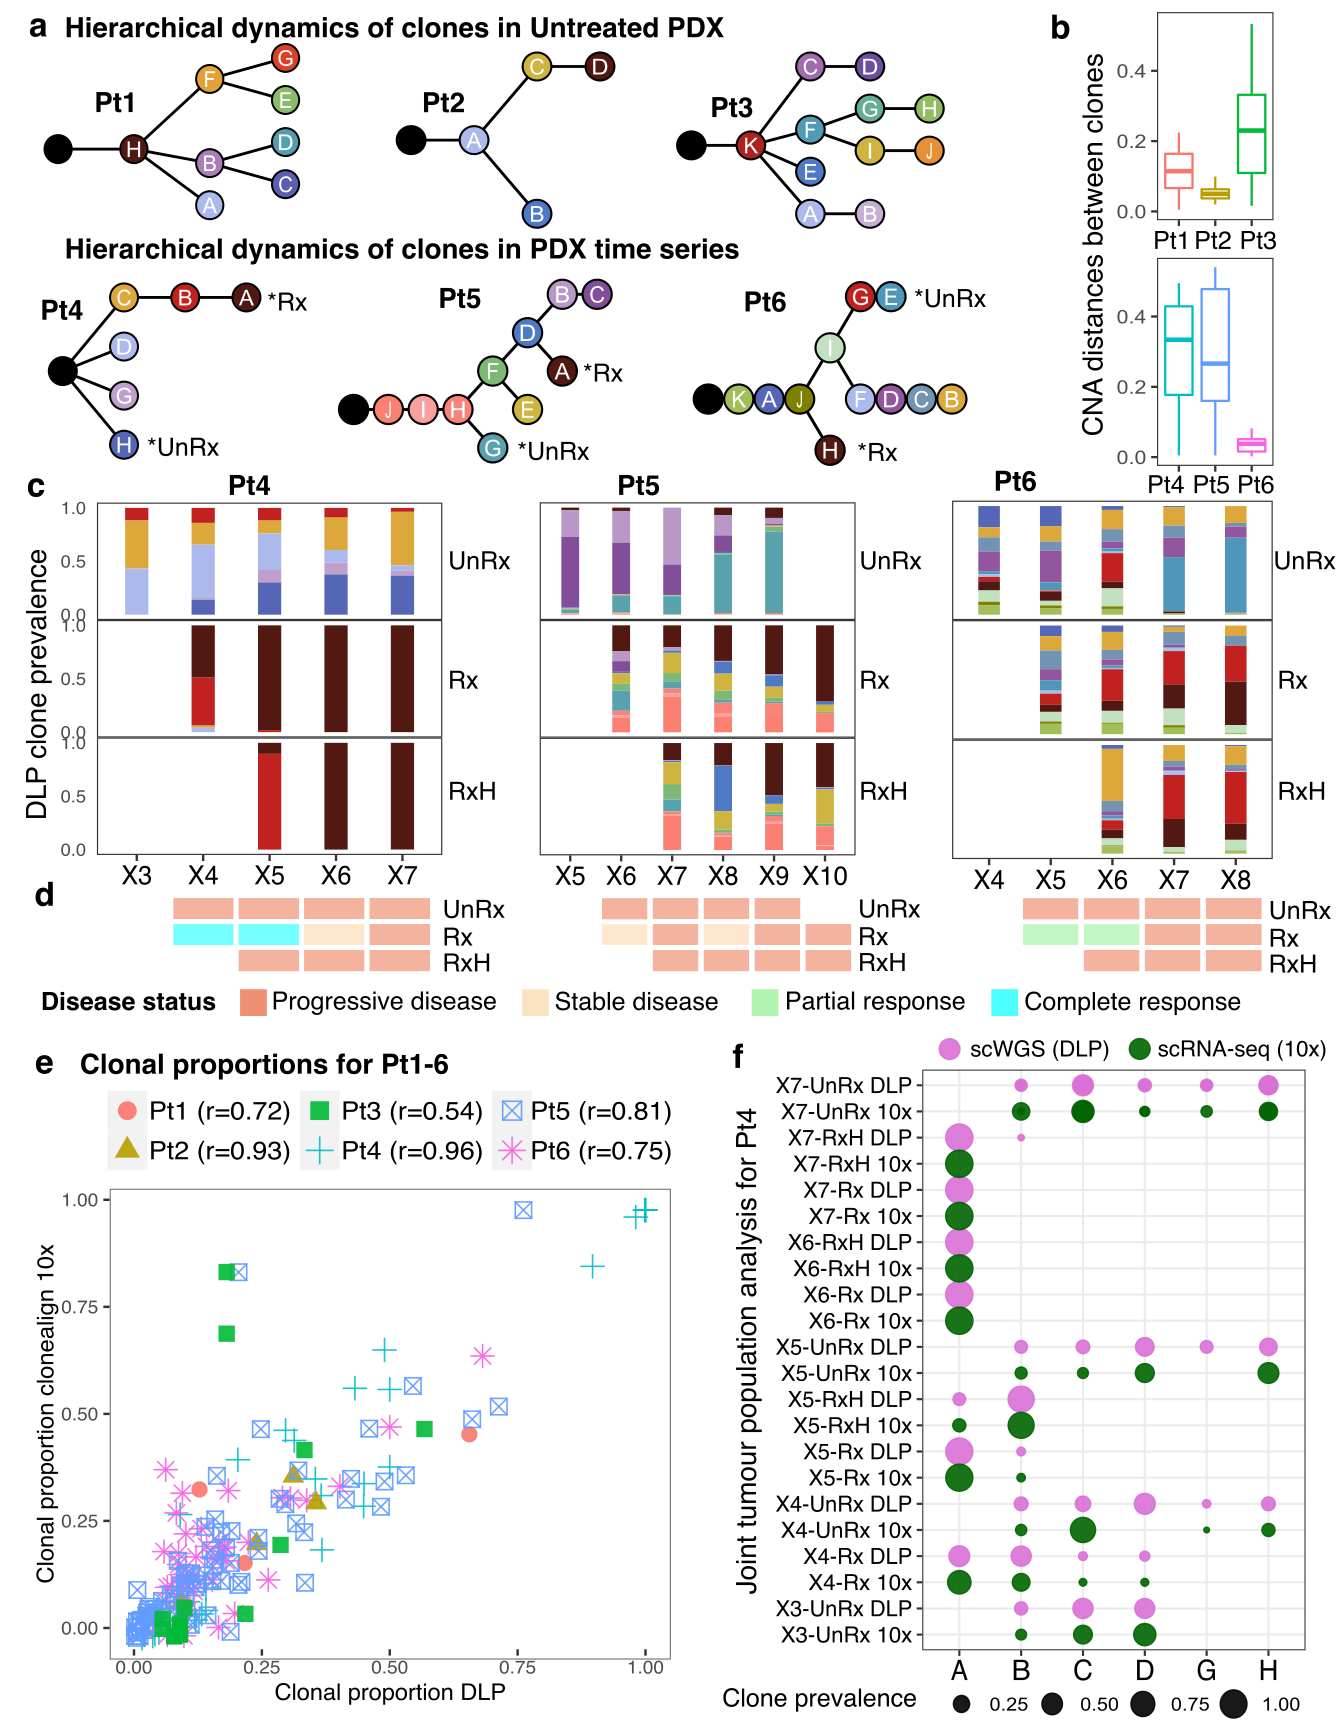 a Hierarchical dynamics of clones in Untreated PDX
Pt1
H F G E B D C A
Pt2
A C D B
Pt3
K C D F G H I J E A B
Hierarchical dynamics of clones in PDX time series
Pt4
C B A *Rx
D
G
H *UnRx
Pt5
J I H F D B C
A *Rx
E
G *UnRx
Pt6
K A J I G E *UnRx
F D C B
H *Rx
b
CNA distances between clones
0.4
0.2
0.0
Pt1 Pt2 Pt3
0.4
0.2
0.0
Pt4 Pt5 Pt6
c
DLP clone prevalence
Pt4
1.0
0.5
0.0
UnRx
1.0
0.5
0.0
Rx
1.0
0.5
0.0
RxH
X3 X4 X5 X6 X7
Pt5
UnRx
Rx
RxH
X5 X6 X7 X8 X9 X10
Pt6
UnRx
Rx
RxH
X4 X5 X6 X7 X8
d
UnRx
Rx
RxH
UnRx
Rx
RxH
UnRx
Rx
RxH
Disease status Progressive disease Stable disease Partial response Complete response
e Clonal proportions for Pt1-6
Pt1 (r=0.72) Pt3 (r=0.54) Pt5 (r=0.81)
Pt2 (r=0.93) Pt4 (r=0.96) Pt6 (r=0.75)
Clonal proportion clonealign 10x
1.00
0.75
0.50
0.25
0.00
0.00 0.25 0.50 0.75 1.00
Clonal proportion DLP
f
scWGS (DLP) scRNA-seq (10x)
Joint tumour population analysis for Pt4
X7-UnRx DLP
X7-UnRx 10x
X7-RxH DLP
X7-RxH 10x
X7-Rx DLP
X7-Rx 10x
X6-RxH DLP
X6-RxH 10x
X6-Rx DLP
X6-Rx 10x
X5-UnRx DLP
X5-UnRx 10x
X5-RxH DLP
X5-RxH 10x
X5-Rx DLP
X5-Rx 10x
X4-UnRx DLP
X4-UnRx 10x
X4-Rx DLP
X4-Rx 10x
X3-UnRx DLP
X3-UnRx 10x
A B C D G H
Clone prevalence 0.25 0.50 0.75 1.00